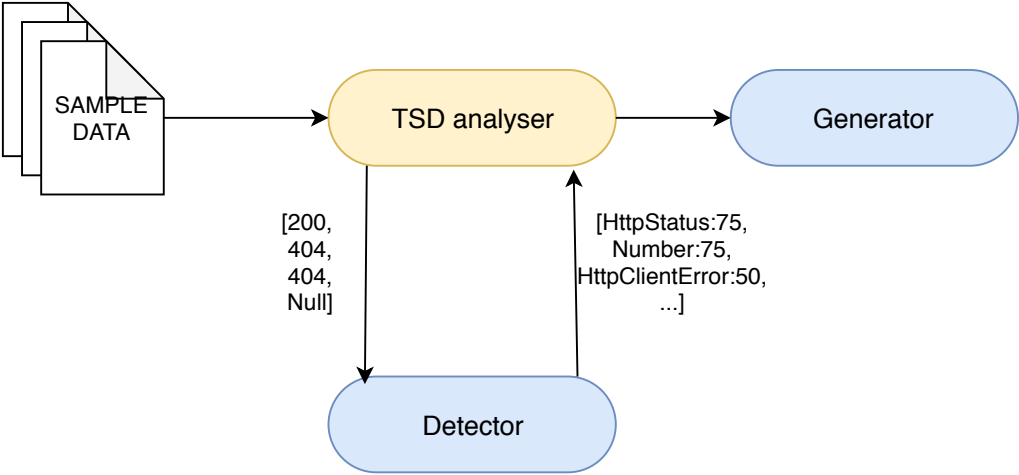 SAMPLE
DATA
TSD analyser
Generator
[200,
404,
404,
Null]
[HttpStatus:75,
Number:75,
HttpClientError:50,
...]
Detector